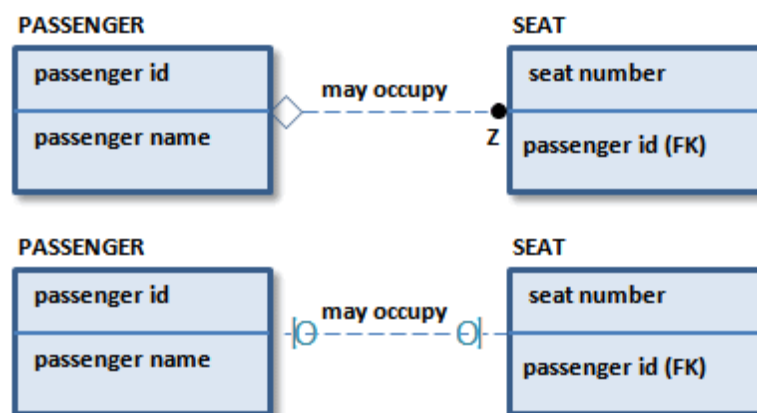 PASSENGER SEAT
passenger id seat number
may occupy
passenger name Z passenger id (FK)
PASSENGER SEAT
passenger id seat number
may occupy
passenger name passenger id (FK)